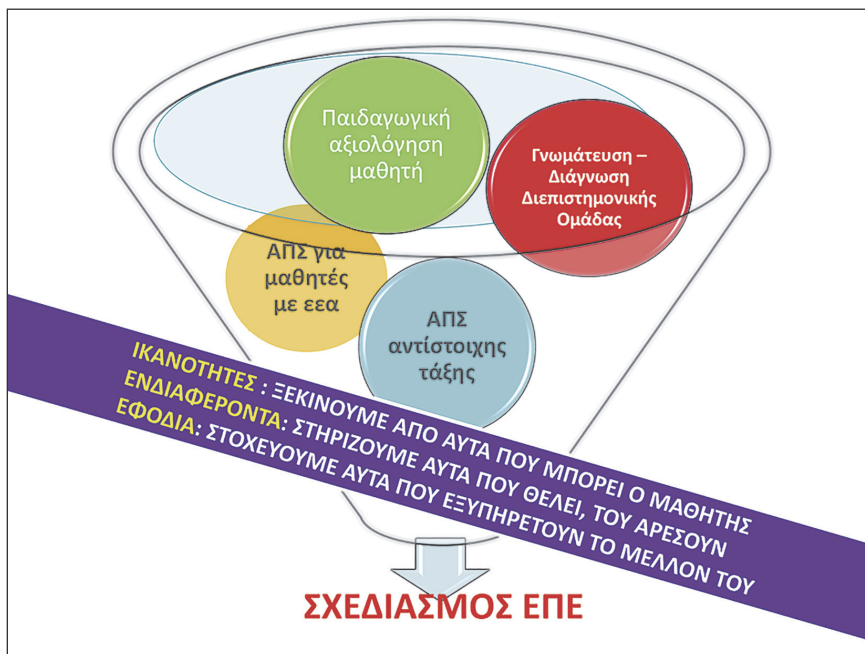 Παιδαγωγική
αξιολόγηση
μαθητή
Γνωμάτευση –
Διάγνωση
Διεπιστημονικής
Ομάδας
ΑΠΣ για
μαθητές
με εεα
ΑΠΣ
αντίστοιχης
τάξης
ΙΚΑΝΟΤΗΤΕΣ : ΞΕΚΙΝΟΥΜΕ ΑΠΟ ΑΥΤΑ ΠΟΥ ΜΠΟΡΕΙ Ο ΜΑΘΗΤΗΣ
ΕΝΔΙΑΦΕΡΟΝΤΑ: ΣΤΗΡΙΖΟΥΜΕ ΑΥΤΑ ΠΟΥ ΘΕΛΕΙ, ΤΟΥ ΑΡΕΣΟΥΝ
ΕΦΟΔΙΑ: ΣΤΟΧΕΥΟΥΜΕ ΑΥΤΑ ΠΟΥ ΕΞΥΠΗΡΕΤΟΥΝ ΤΟ ΜΕΛΛΟΝ ΤΟΥ
ΣΧΕΔΙΑΣΜΟΣ ΕΠΕ